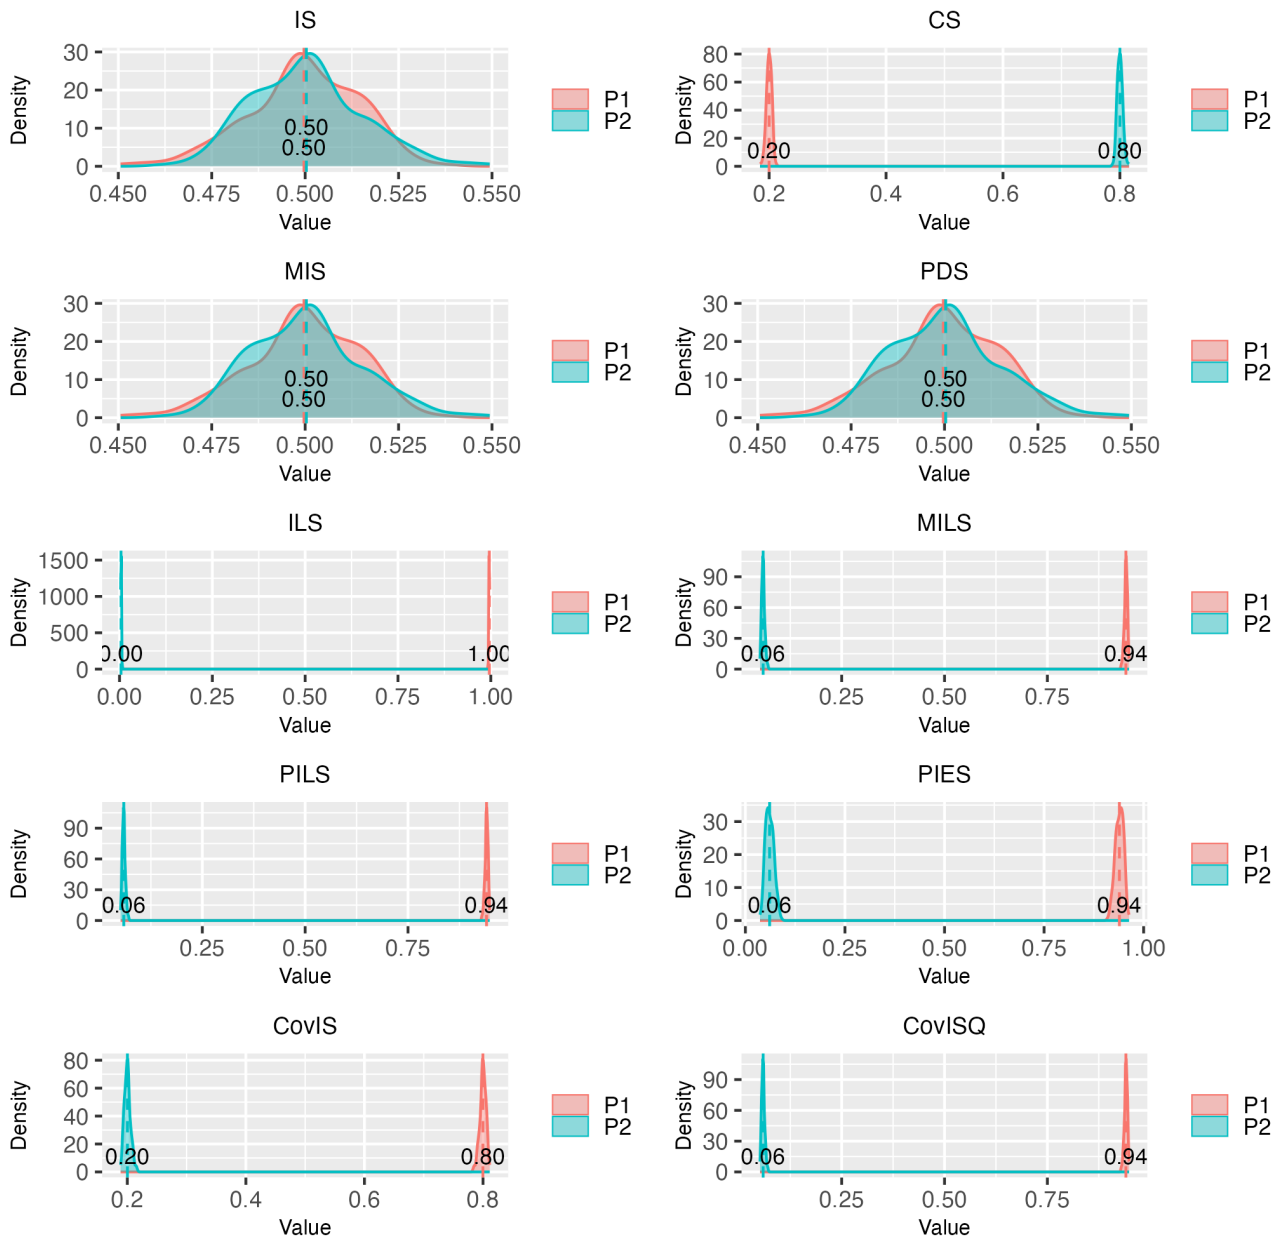 IS
30
20
10
0
Density
0.50
0.50
0.450 0.475 0.500 0.525 0.550
Value
P1
P2
CS
80
60
40
20
0
Density
0.20 0.80
0.2 0.4 0.6 0.8
Value
P1
P2
MIS
30
20
10
0
Density
0.50
0.50
0.450 0.475 0.500 0.525 0.550
Value
P1
P2
PDS
30
20
10
0
Density
0.50
0.50
0.450 0.475 0.500 0.525 0.550
Value
P1
P2
ILS
1500
1000
500
0
Density
0.00 1.00
0.00 0.25 0.50 0.75 1.00
Value
P1
P2
MILS
90
60
30
0
Density
0.06 0.94
0.25 0.50 0.75
Value
P1
P2
PILS
90
60
30
0
Density
0.06 0.94
0.25 0.50 0.75
Value
P1
P2
PIES
30
20
10
0
Density
0.06 0.94
0.00 0.25 0.50 0.75 1.00
Value
P1
P2
CovIS
80
60
40
20
0
Density
0.20 0.80
0.2 0.4 0.6 0.8
Value
P1
P2
CovISQ
90
60
30
0
Density
0.06 0.94
0.25 0.50 0.75
Value
P1
P2